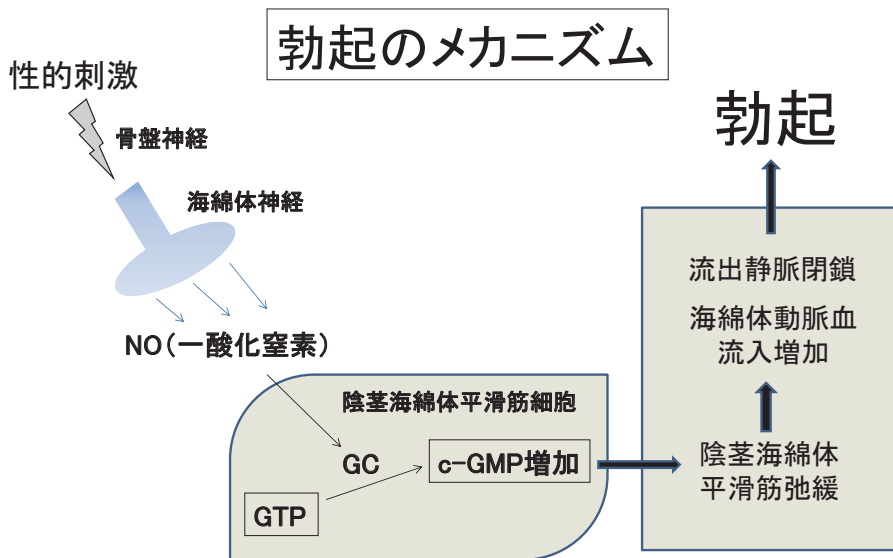 勃起のメカニズム
性的刺激
骨盤神経
海綿体神経
NO(一酸化窒素)
陰茎海綿体平滑筋細胞
GC
c-GMP増加
GTP
勃起
流出静脈閉鎖
海綿体動脈血
流入増加
陰茎海綿体
平滑筋弛緩